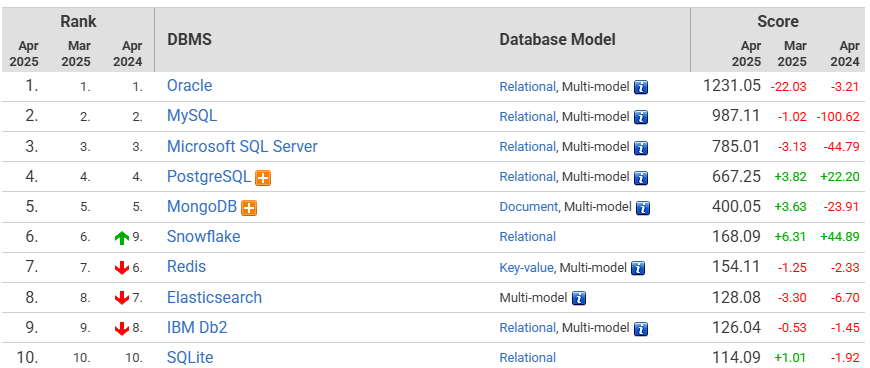 Rank DBMS Database Model Score
Apr 2025 Mar 2025 Apr 2024 Apr 2025 Mar 2025 Apr 2024
1. 1. 1. Oracle Relational, Multi-model i 1231.05 -22.03 -3.21
2. 2. 2. MySQL Relational, Multi-model i 987.11 -1.02 -100.62
3. 3. 3. Microsoft SQL Server Relational, Multi-model i 785.01 -3.13 -44.79
4. 4. 4. PostgreSQL Relational, Multi-model i 667.25 +3.82 +22.20
5. 5. 5. MongoDB Document, Multi-model i 400.05 +3.63 -23.91
6. 6. 9. Snowflake Relational 168.09 +6.31 +44.89
7. 7. 6. Redis Key-value, Multi-model i 154.11 -1.25 -2.33
8. 8. 7. Elasticsearch Multi-model i 128.08 -3.30 -6.70
9. 9. 8. IBM Db2 Relational, Multi-model i 126.04 -0.53 -1.45
10. 10. 10. SQLite Relational 114.09 +1.01 -1.92